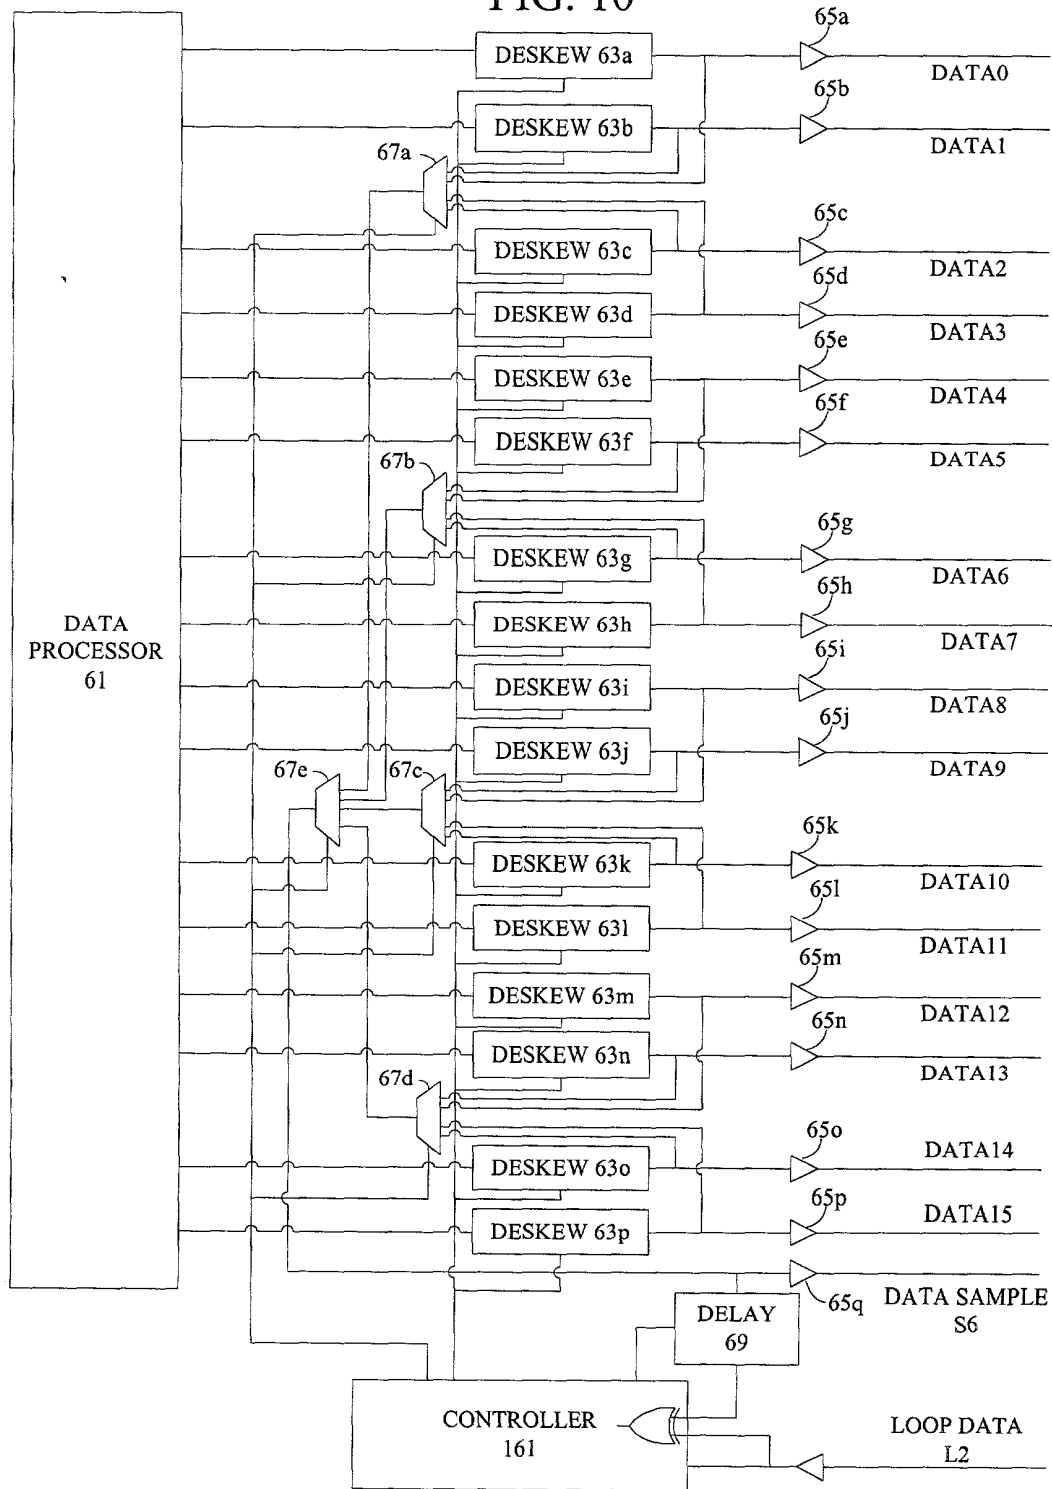 FIG. 10
65a
DESKEW 63a
DATA0
65b
DESKEW 63b
DATA1
67a
65c
DESKEW 63c
DATA2
65d
DESKEW 63d
DATA3
65e
DESKEW 63e
DATA4
65f
DESKEW 63f
DATA5
67b
65g
DESKEW 63g
DATA6
65h
DATA
PROCESSOR
61
DESKEW 63h
DATA7
65i
DESKEW 63i
DATA8
65j
DESKEW 63j
DATA9
67e
67c
65k
DESKEW 63k
DATA10
65l
DESKEW 63l
DATA11
65m
DESKEW 63m
DATA12
65n
DESKEW 63n
DATA13
67d
65o
DESKEW 63o
DATA14
65p
DESKEW 63p
DATA15
65q
DATA SAMPLE
S6
DELAY
69
CONTROLLER
161
LOOP DATA
L2